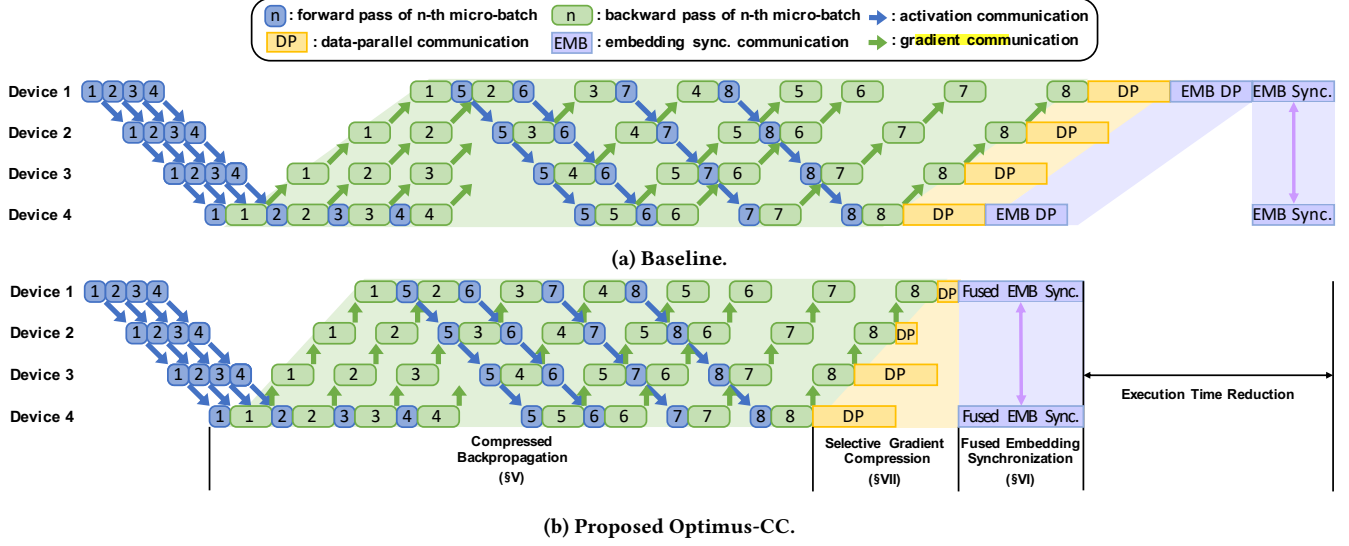 n : forward pass of n-th micro-batch n : backward pass of n-th micro-batch : activation communication
DP : data-parallel communication EMB : embedding sync. communication : gradient communication
Device 1 1 2 3 4 1 5 2 6 3 7 4 8 5 6 7 8 DP EMB DP EMB Sync.
Device 2 1 2 3 4 1 2 5 3 6 4 7 5 8 6 7 8 DP
Device 3 1 2 3 4 1 2 3 5 4 6 5 7 6 8 7 8 DP
Device 4 1 1 2 2 3 3 4 4 5 5 6 6 7 7 8 8 DP EMB DP EMB Sync.
(a) Baseline.
Device 1 1 2 3 4 1 5 2 6 3 7 4 8 5 6 7 8 DP Fused EMB Sync.
Device 2 1 2 3 4 1 2 5 3 6 4 7 5 8 6 7 8 DP
Device 3 1 2 3 4 1 2 3 5 4 6 5 7 6 8 7 8 DP
Execution Time Reduction
Device 4 1 1 2 2 3 3 4 4 5 5 6 6 7 7 8 8 DP Fused EMB Sync.
Compressed
Backpropagation
(§V)
Selective Gradient
Compression
(§VII)
Fused Embedding
Synchronization
(§VI)
(b) Proposed Optimus-CC.